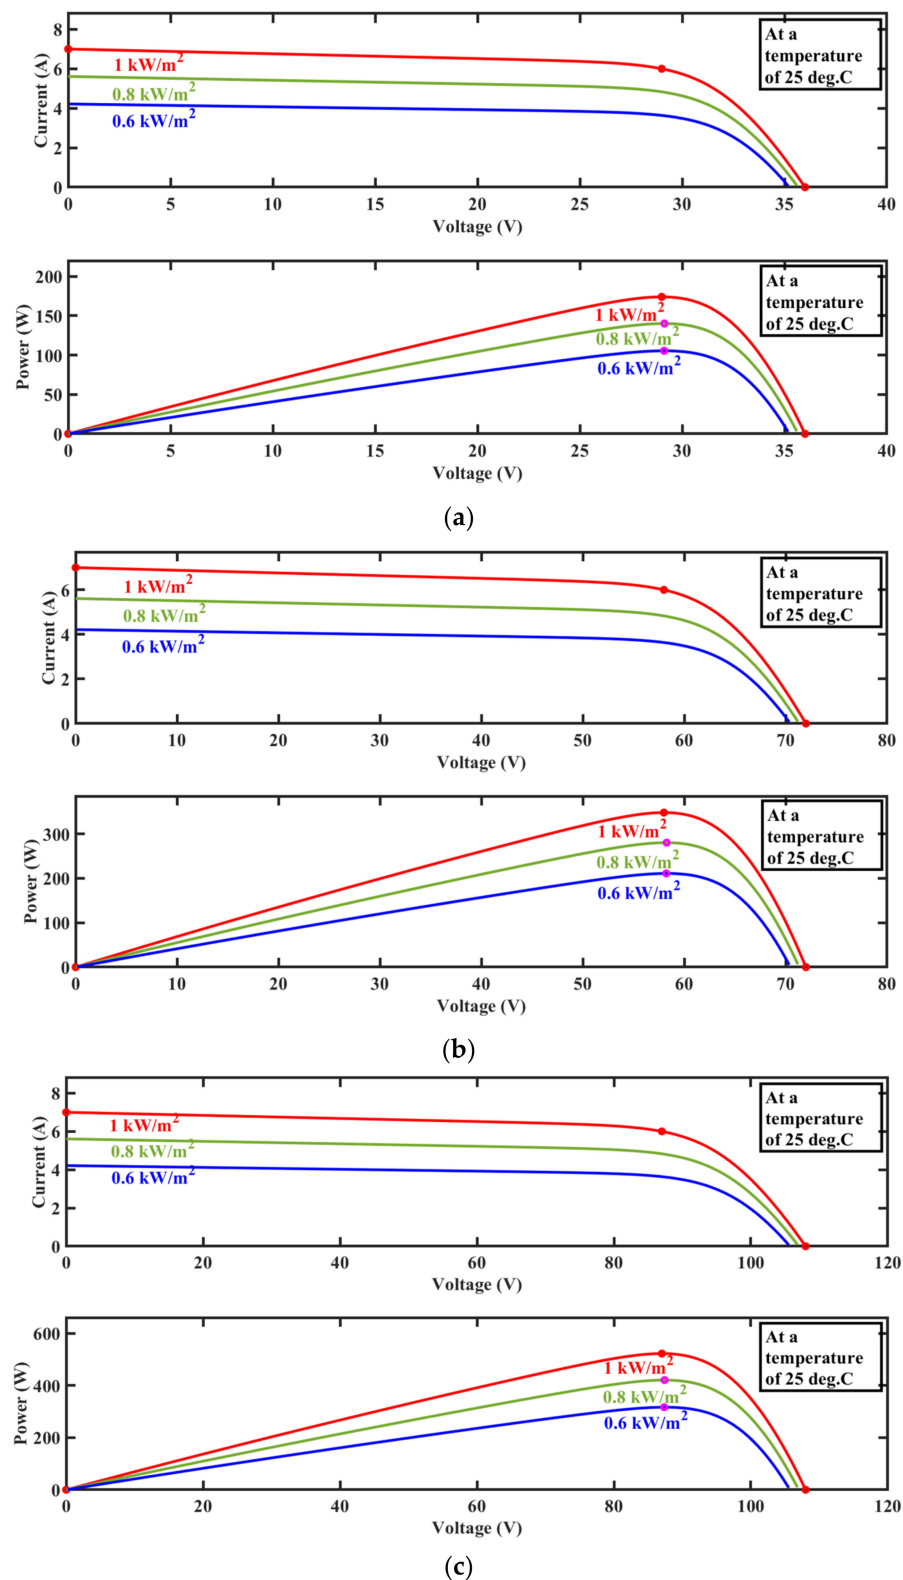 8
6
4
2
0
Current (A)
1 kW/m²
0.8 kW/m²
0.6 kW/m²
At a
temperature
of 25 deg.C
0 5 10 15 20 25 30 35 40
Voltage (V)
200
150
100
50
0
Power (W)
1 kW/m²
0.8 kW/m²
0.6 kW/m²
At a
temperature
of 25 deg.C
0 5 10 15 20 25 30 35 40
Voltage (V)
(a)
6
4
2
0
Current (A)
1 kW/m²
0.8 kW/m²
0.6 kW/m²
At a
temperature
of 25 deg.C
0 10 20 30 40 50 60 70 80
Voltage (V)
300
200
100
0
Power (W)
1 kW/m²
0.8 kW/m²
0.6 kW/m²
At a
temperature
of 25 deg.C
0 10 20 30 40 50 60 70 80
Voltage (V)
(b)
8
6
4
2
0
Current (A)
1 kW/m²
0.8 kW/m²
0.6 kW/m²
At a
temperature
of 25 deg.C
0 20 40 60 80 100 120
Voltage (V)
600
400
200
0
Power (W)
1 kW/m²
0.8 kW/m²
0.6 kW/m²
At a
temperature
of 25 deg.C
0 20 40 60 80 100 120
Voltage (V)
(c)